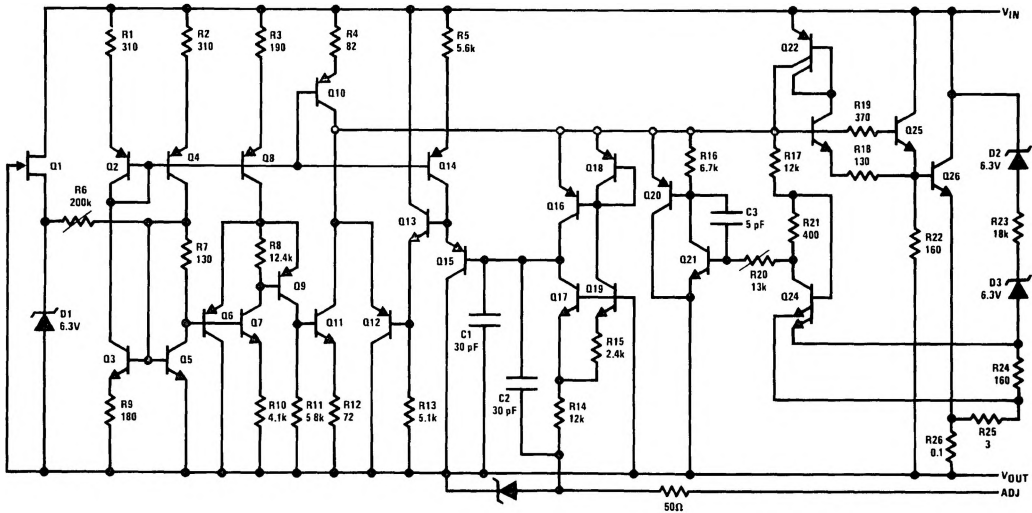 VIN
R1
310
R2
310
R3
190
R4
82
R5
5.6k
Q22
Q10
R19
370
R18
130
Q25
Q1
Q2
Q4
Q8
Q14
Q18
Q20
R16
6.7k
R17
12k
Q26
D2
6.3V
R6
200k
Q13
Q16
C3
5 pF
R21
400
R22
160
R23
18k
R7
130
R8
12.4k
Q9
Q15
Q21
R20
13k
D3
6.3V
D1
6.3V
Q6
Q7
Q11
Q12
C1
30 pF
Q17
Q19
Q24
Q3
Q5
R15
2.4k
C2
30 pF
R24
160
R9
180
R10
4.1k
R11
5.8k
R12
72
R13
5.1k
R14
12k
R26
0.1
R25
3
VOUT
50Ω
ADJ